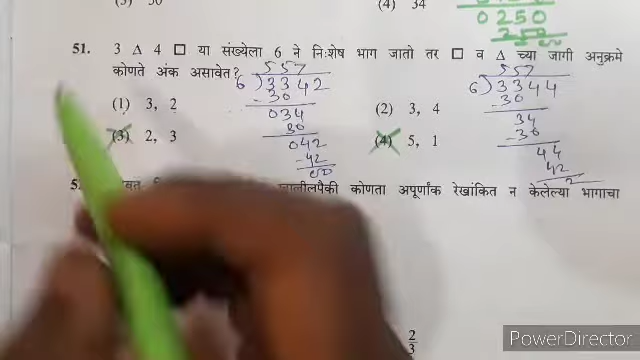 (3) 30
(4) 34
0250
250
51. 3 Δ 4 □ या संख्येला 6 ने निःशेष भाग जातो तर □ व Δ च्या जागी अनुक्रमे
कोणते अंक असावेत?
(1) 3, 2
(2) 3, 4
(3) 2, 3
(4) 5, 1
557
6)3342
-30
034
30
042
-42
00
557
6)3344
-30
34
-30
44
42
2
कोणता अपूर्णांक रेखांकित न केलेल्या भागाचा
2/3
PowerDirector